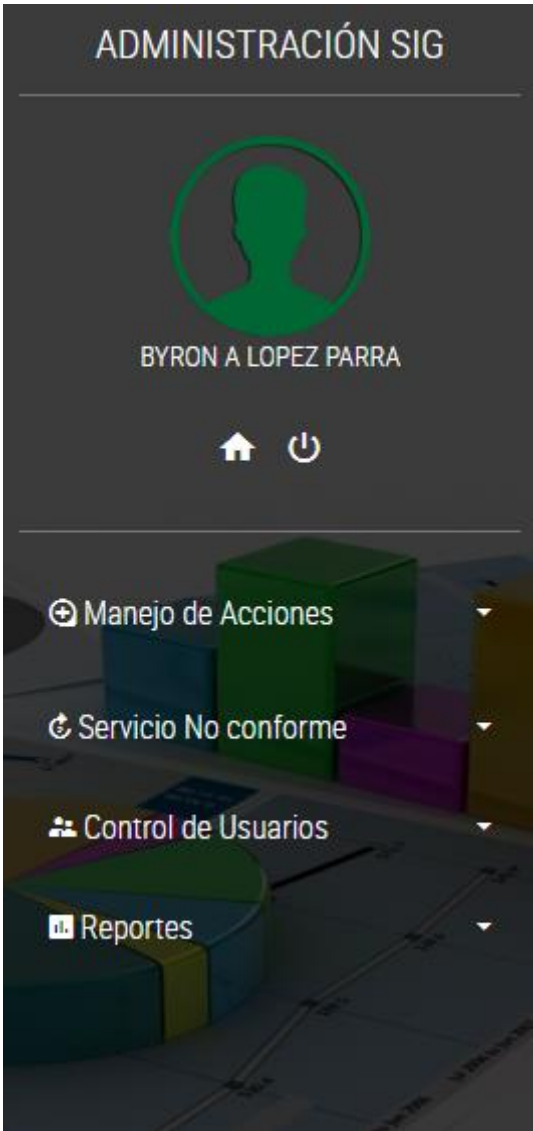 ADMINISTRACIÓN SIG
BYRON A LOPEZ PARRA
Manejo de Acciones
Servicio No conforme
Control de Usuarios
Reportes